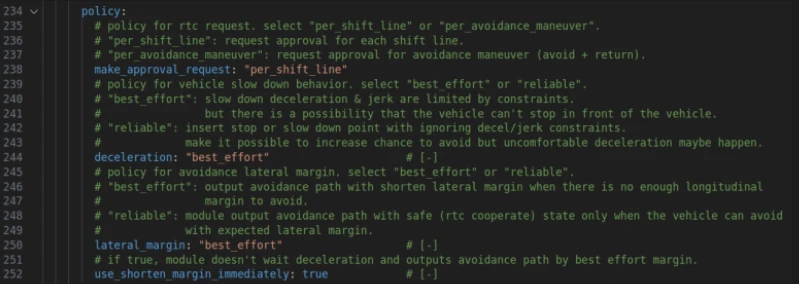 234 policy:
235 # policy for rtc request. select "per_shift_line" or "per_avoidance_maneuver".
236 # "per_shift_line": request approval for each shift line.
237 # "per_avoidance_maneuver": request approval for avoidance maneuver (avoid + return).
238 make_approval_request: "per_shift_line"
239 # policy for vehicle slow down behavior. select "best_effort" or "reliable".
240 # "best_effort": slow down deceleration & jerk are limited by constraints.
241 # but there is a possibility that the vehicle can't stop in front of the vehicle.
242 # "reliable": insert stop or slow down point with ignoring decel/jerk constraints.
243 # make it possible to increase chance to avoid but uncomfortable deceleration maybe happen.
244 deceleration: "best_effort" # [-]
245 # policy for avoidance lateral margin. select "best_effort" or "reliable".
246 # "best_effort": output avoidance path with shorten lateral margin when there is no enough longitudinal
247 # margin to avoid.
248 # "reliable": module output avoidance path with safe (rtc cooperate) state only when the vehicle can avoid
249 # with expected lateral margin.
250 lateral_margin: "best_effort" # [-]
251 # if true, module doesn't wait deceleration and outputs avoidance path by best effort margin.
252 use_shorten_margin_immediately: true # [-]